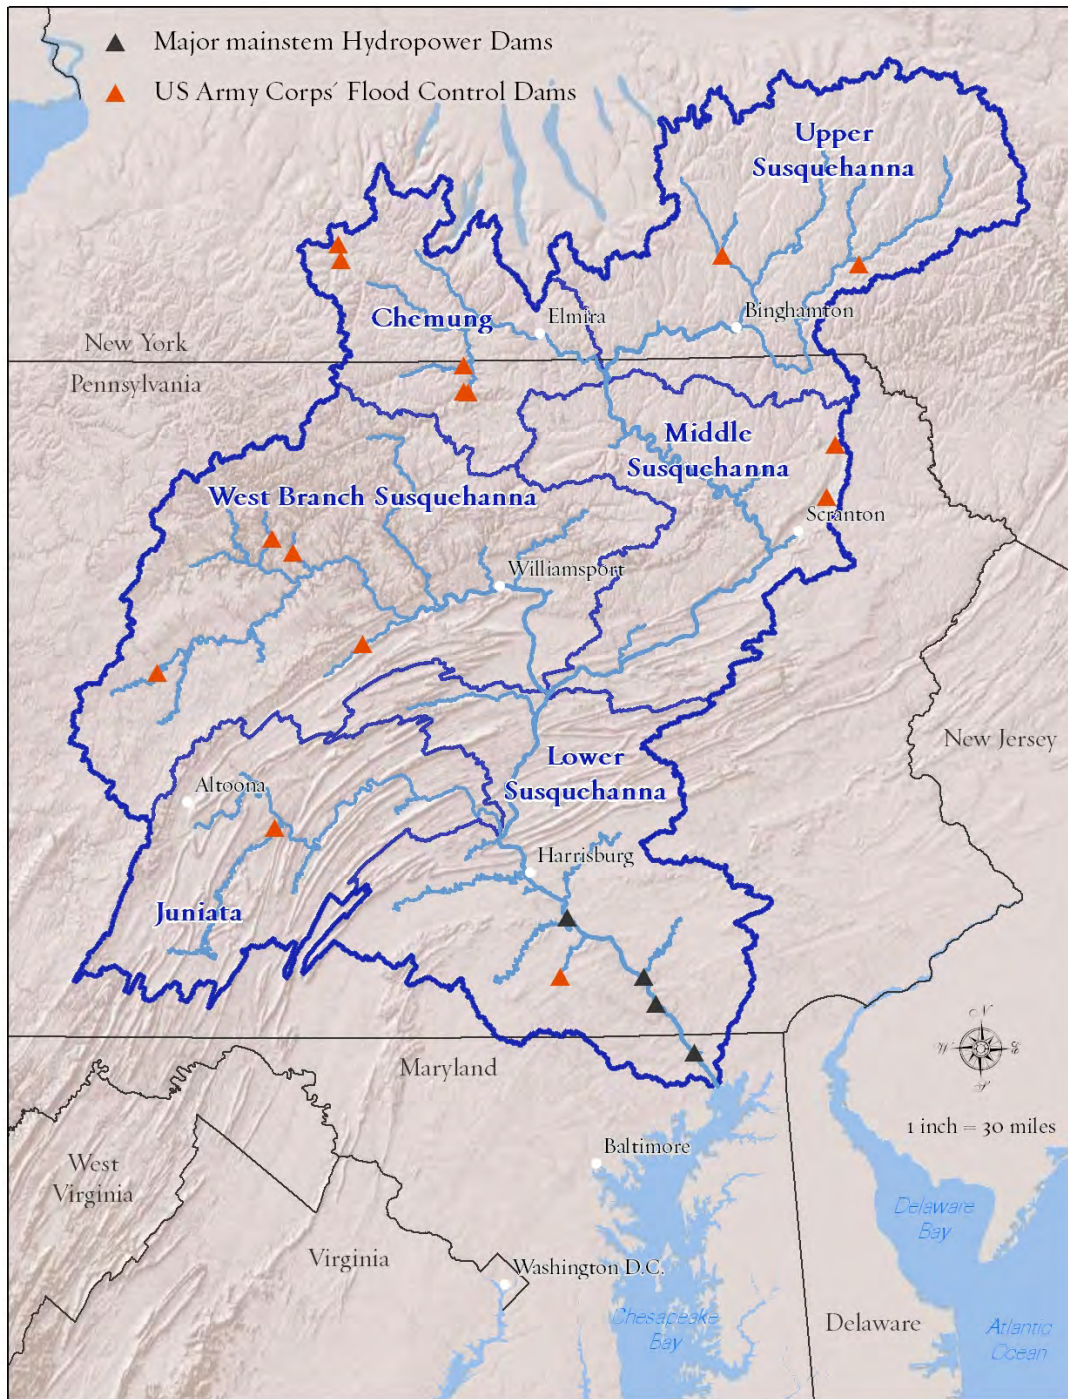 Major mainstem Hydropower Dams
US Army Corps' Flood Control Dams
Upper
Susquehanna
Chemung
Elmira
Binghamton
New York
Pennsylvania
Middle
Susquehanna
West Branch Susquehanna
Scranton
Williamsport
New Jersey
Lower
Susquehanna
Altoona
Harrisburg
Juniata
N
W
E
S
Maryland
1 inch = 30 miles
Baltimore
West
Virginia
Delaware
Bay
Virginia
Washington D.C.
Chesapeake
Bay
Delaware
Atlantic
Ocean